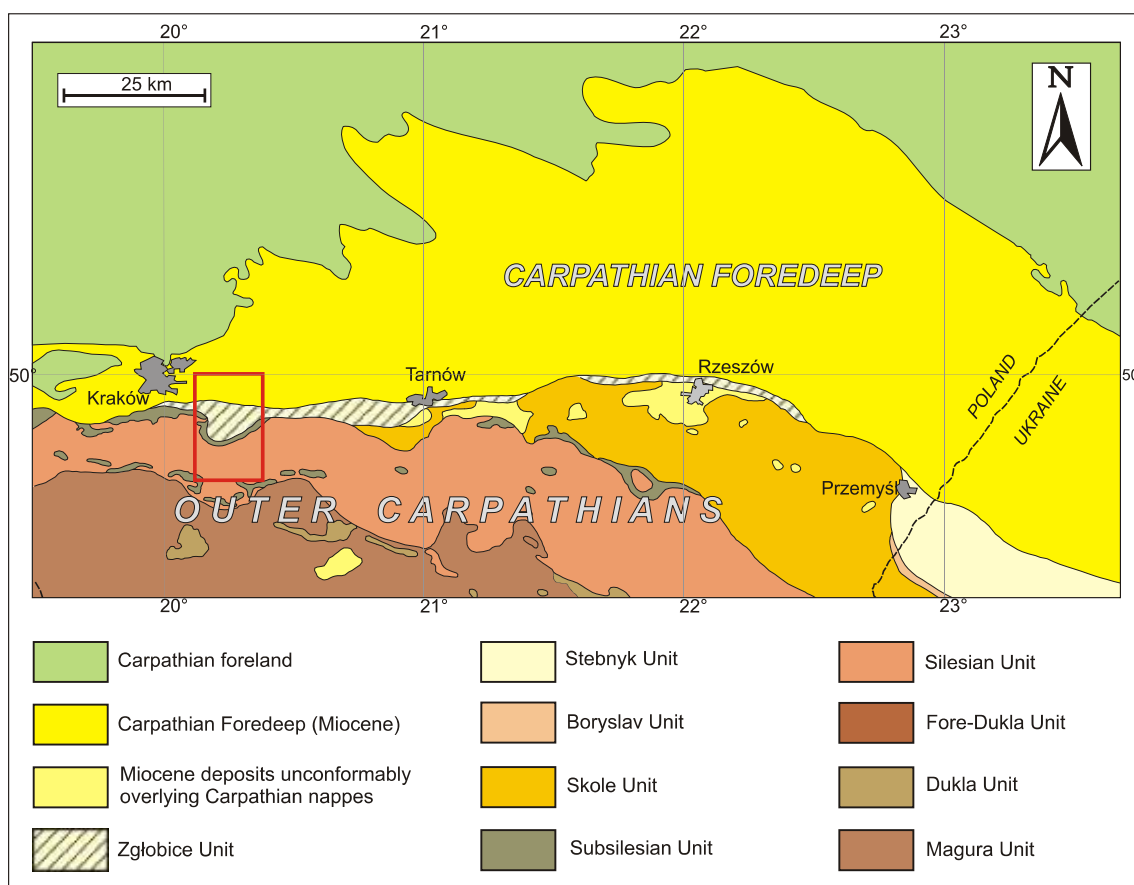 20° 21° 22° 23°
25 km
N
CARPATHIAN FOREDEEP
50° 50
Kraków
Tarnów
Rzeszów
POLAND
UKRAINE
Przemyśl
OUTER CARPATHIANS
20° 21° 22° 23°
Carpathian foreland
Carpathian Foredeep (Miocene)
Miocene deposits unconformably
overlying Carpathian nappes
Zgłobice Unit
Stebnyk Unit
Boryslav Unit
Skole Unit
Subsilesian Unit
Silesian Unit
Fore-Dukla Unit
Dukla Unit
Magura Unit